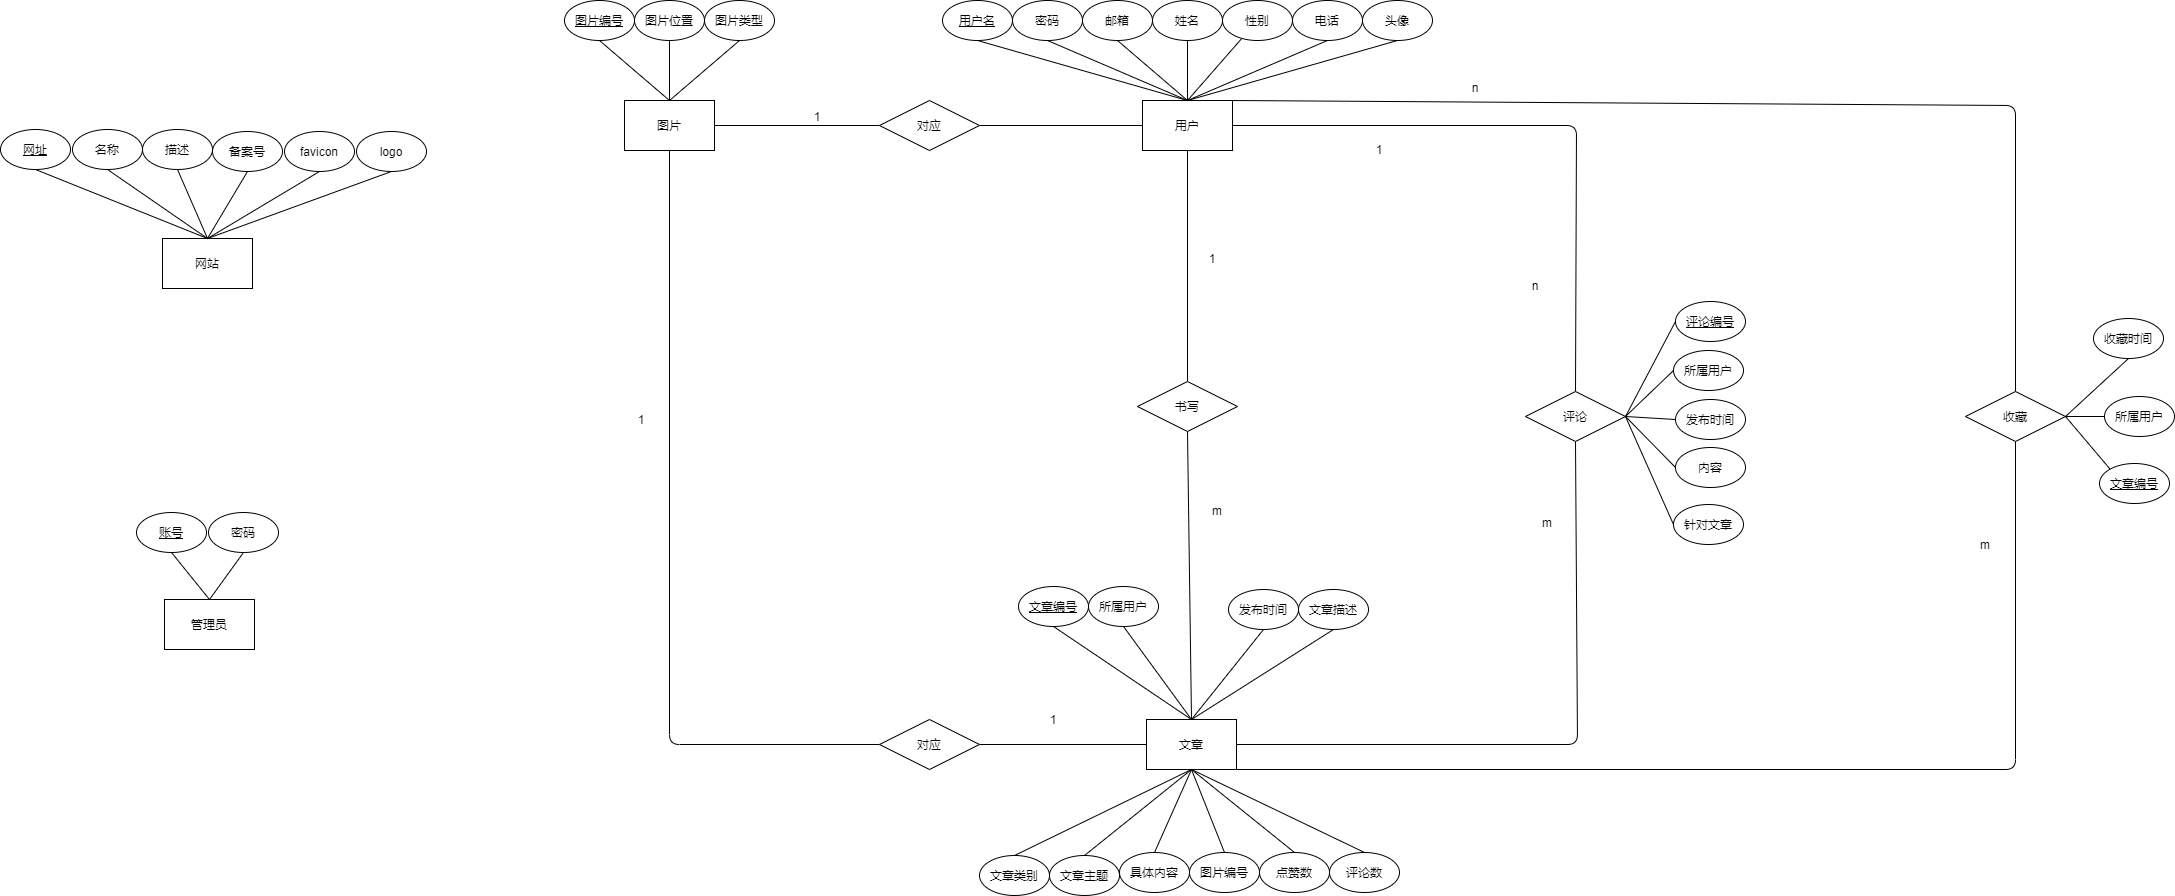 图片编号
图片位置
图片类型
用户名
密码
邮箱
姓名
性别
电话
头像
n
图片
1
对应
用户
1
网址
名称
描述
备案号
favicon
logo
网站
1
n
评论编号
收藏时间
所属用户
书写
评论
发布时间
收藏
所属用户
1
内容
文章编号
m
m
针对文章
m
账号
密码
管理员
文章编号
所属用户
发布时间
文章描述
1
对应
文章
文章类别
文章主题
具体内容
图片编号
点赞数
评论数